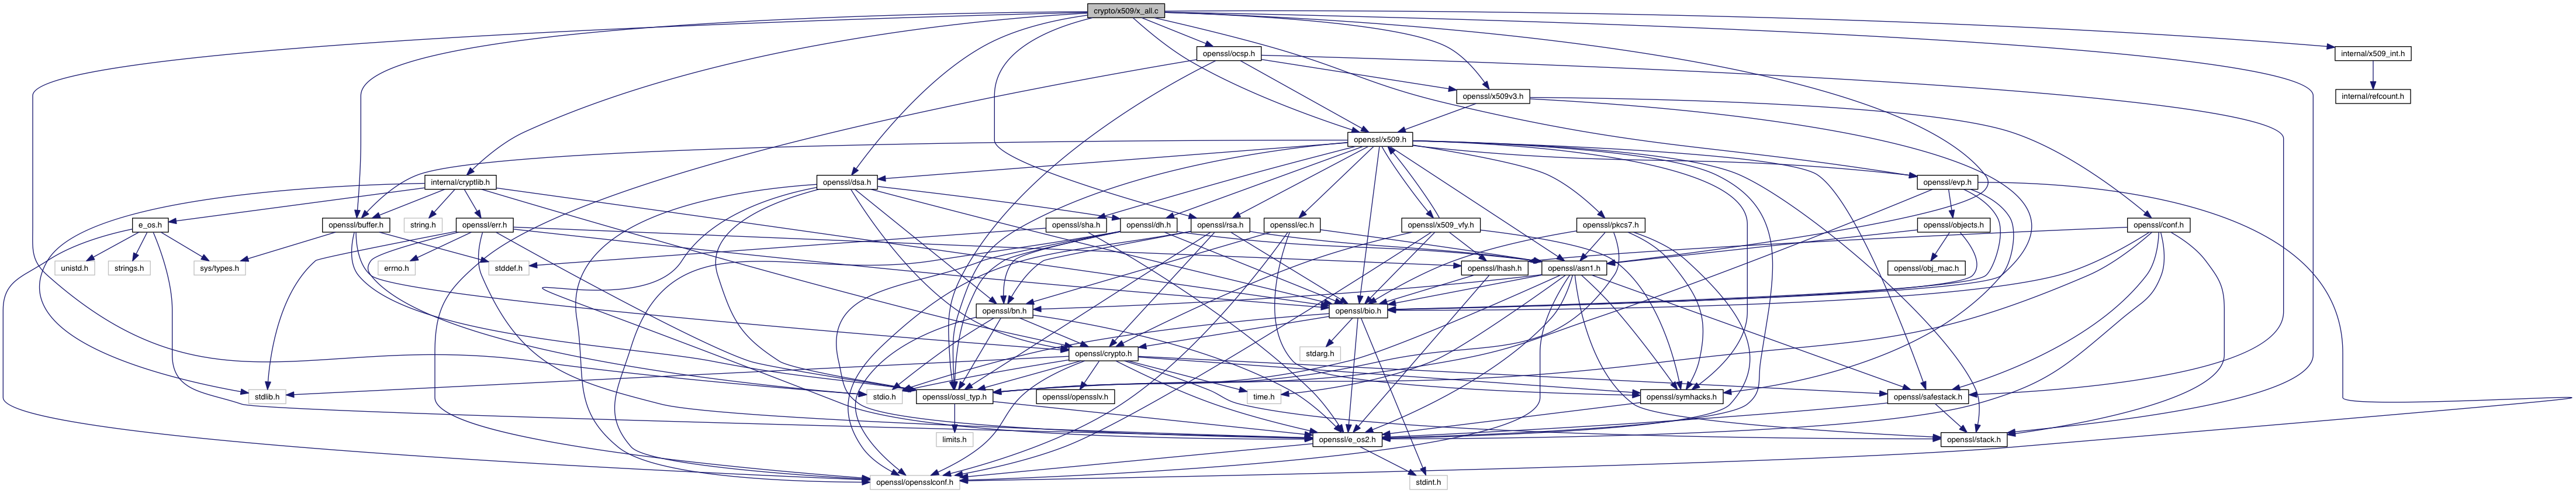 crypto/x509/x_all.c
openssl/ocsp.h
internal/x509_int.h
openssl/x509v3.h
internal/refcount.h
openssl/x509.h
internal/cryptlib.h
openssl/dsa.h
openssl/evp.h
e_os.h
openssl/buffer.h
string.h
openssl/err.h
openssl/sha.h
openssl/dh.h
openssl/rsa.h
openssl/ec.h
openssl/x509_vfy.h
openssl/pkcs7.h
openssl/objects.h
openssl/conf.h
unistd.h
strings.h
sys/types.h
errno.h
stddef.h
openssl/lhash.h
openssl/asn1.h
openssl/obj_mac.h
openssl/bn.h
openssl/bio.h
stdarg.h
openssl/crypto.h
stdlib.h
stdio.h
openssl/ossl_typ.h
openssl/opensslv.h
time.h
openssl/symhacks.h
openssl/safestack.h
limits.h
openssl/e_os2.h
openssl/stack.h
openssl/opensslconf.h
stdint.h